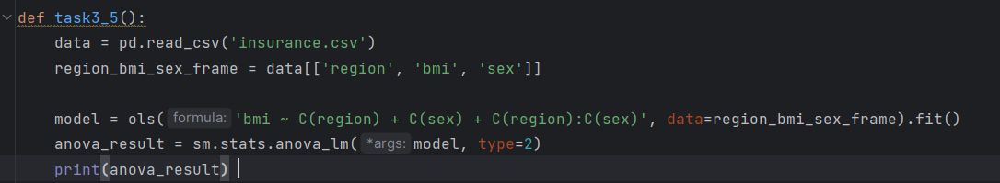 def task3_5():
    data = pd.read_csv('insurance.csv')
    region_bmi_sex_frame = data[['region', 'bmi', 'sex']]
    model = ols( formula: 'bmi ~ C(region) + C(sex) + C(region):C(sex)', data=region_bmi_sex_frame).fit()
    anova_result = sm.stats.anova_lm( *args: model, type=2)
    print(anova_result)